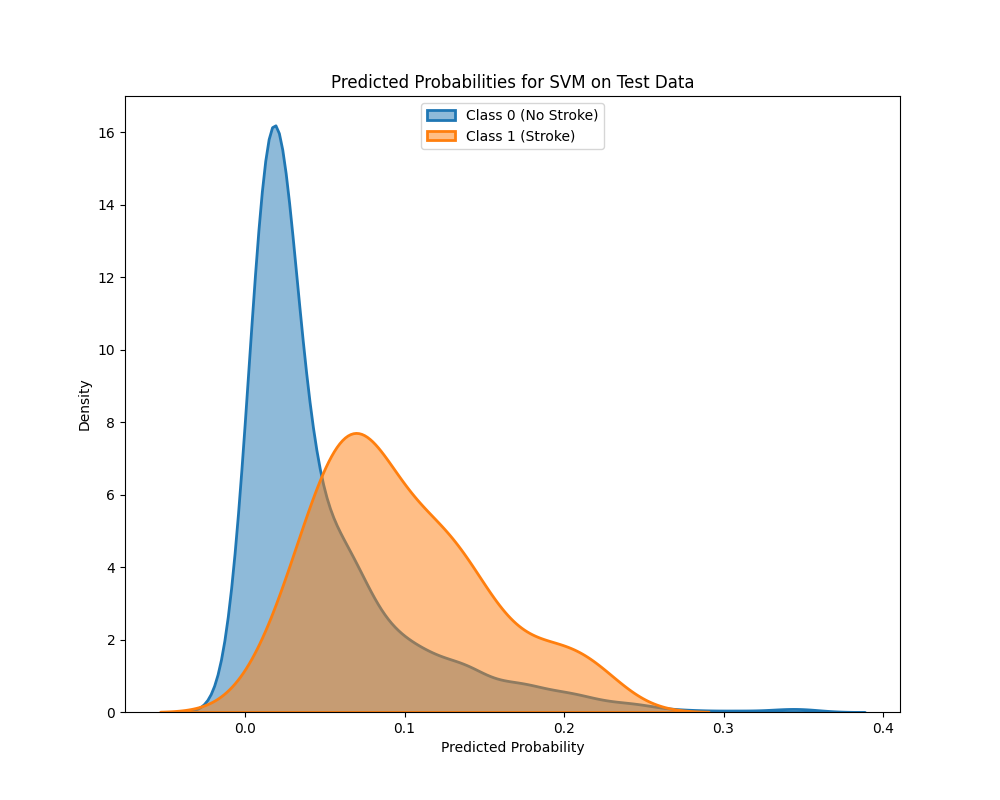 Predicted Probabilities for SVM on Test Data
Class 0 (No Stroke)
Class 1 (Stroke)
16
14
12
10
8
6
4
2
0
Density
0.0 0.1 0.2 0.3 0.4
Predicted Probability